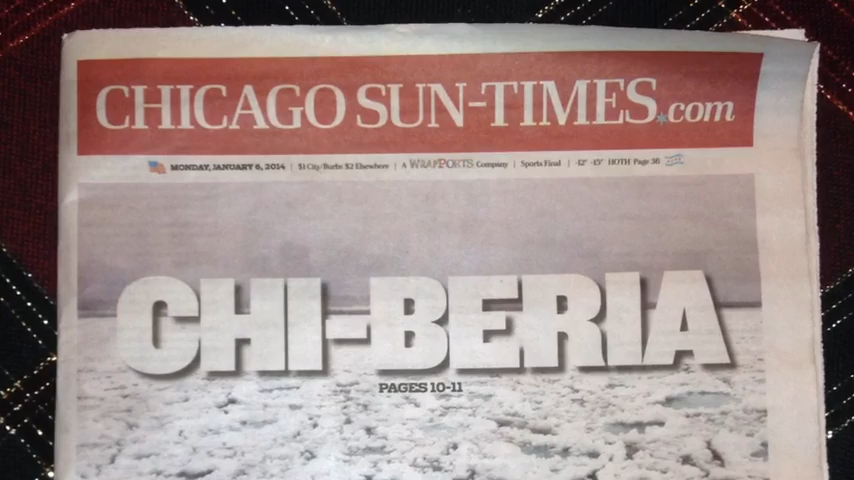 CHICAGO SUN-TIMES.com
MONDAY, JANUARY 6, 2014 | $1 City/Burbs $2 Elsewhere | A WRAPPORTS Company | Sports Final | -12° -15° HOTH Page 36
CHI-BERIA
PAGES 10-11